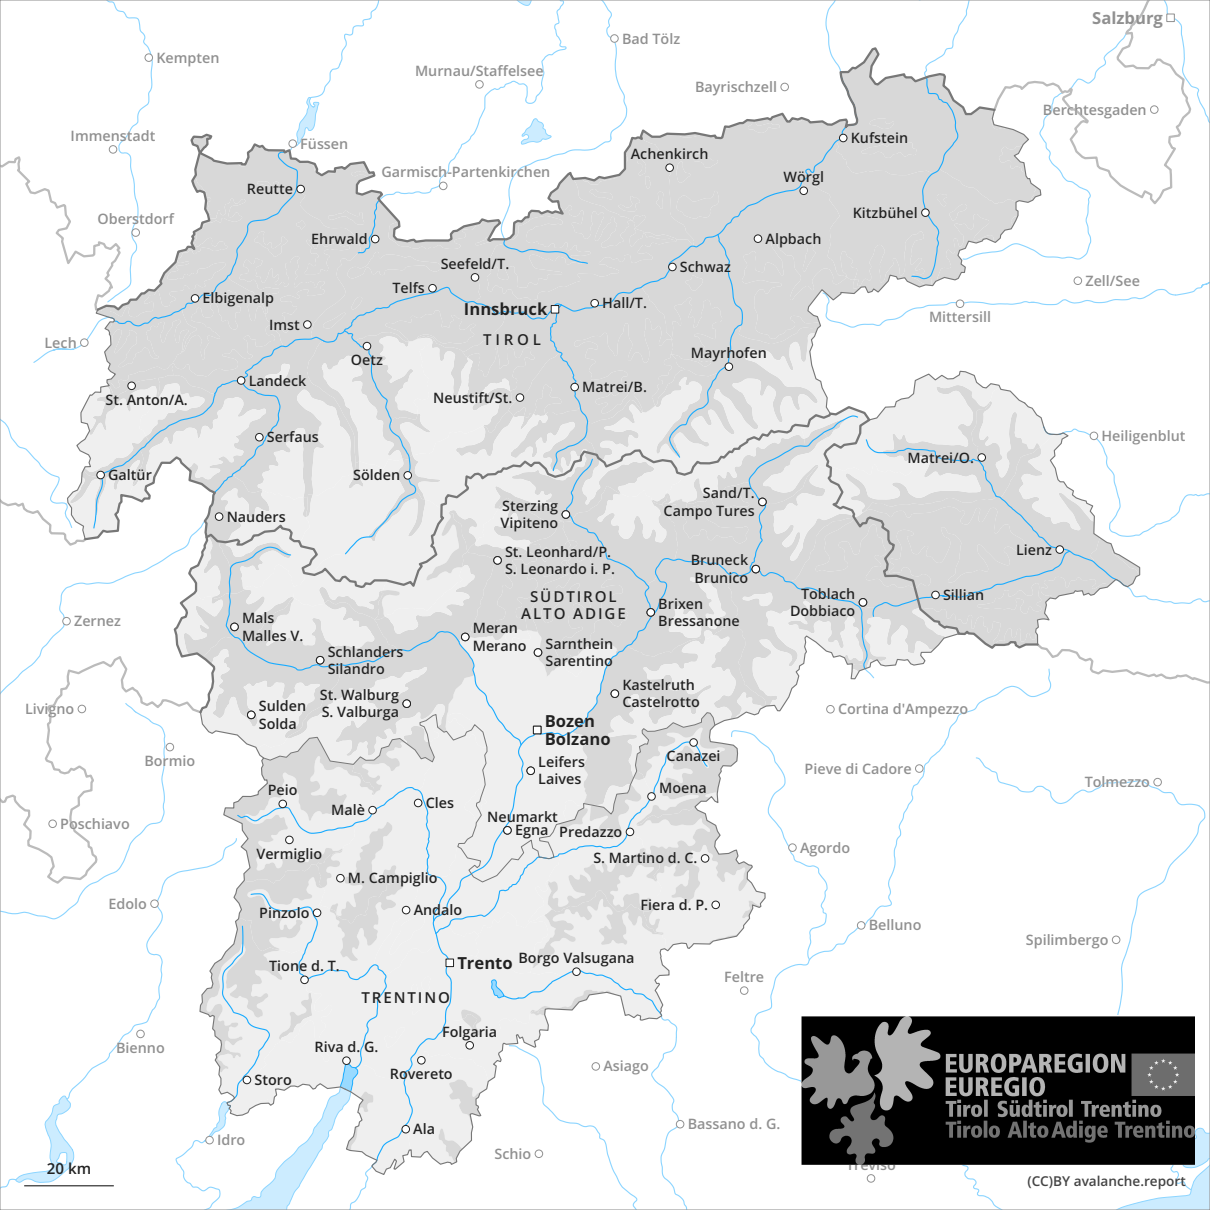 Salzburg
Bad Tölz
Kempten
Murnau/Staffelsee
Bayrischzell
Berchtesgaden
Immenstadt
Füssen
Kufstein
Achenkirch
Garmisch-Partenkirchen
Wörgl
Reutte
Oberstdorf
Kitzbühel
Ehrwald
Alpbach
Seefeld/T.
Schwaz
Zell/See
Telfs
Elbigenalp
Hall/T.
Innsbruck
Mittersill
Imst
TIROL
Lech
Oetz
Mayrhofen
Landeck
Matrei/B.
St. Anton/A.
Neustift/St.
Serfaus
Heiligenblut
Matrei/O.
Galtür
Sölden
Sand/T.
Campo Tures
Sterzing
Vipiteno
Nauders
Lienz
St. Leonhard/P.
S. Leonardo i. P.
Bruneck
Brunico
SÜDTIROL
ALTO ADIGE
Toblach
Dobbiaco
Sillian
Brixen
Bressanone
Zernez
Mals
Malles V.
Meran
Merano
Sarnthein
Sarentino
Schlanders
Silandro
Kastelruth
Castelrotto
St. Walburg
S. Valburga
Sulden
Solda
Livigno
Cortina d'Ampezzo
Bozen
Bolzano
Bormio
Canazei
Leifers
Laives
Pieve di Cadore
Tolmezzo
Peio
Moena
Malè
Cles
Neumarkt
Egna
Predazzo
Poschiavo
Vermiglio
Agordo
S. Martino d. C.
M. Campiglio
Edolo
Pinzolo
Andalo
Fiera d. P.
Belluno
Spilimbergo
Trento
Borgo Valsugana
Tione d. T.
Feltre
TRENTINO
Folgaria
Bienno
Riva d. G.
Rovereto
Asiago
Storo
EUROPAREGION
EUREGIO
Tirol Südtirol Trentino
Tirolo Alto Adige Trentino
Ala
Bassano d. G.
Idro
Schio
Treviso
20 km
(CC)BY avalanche.report